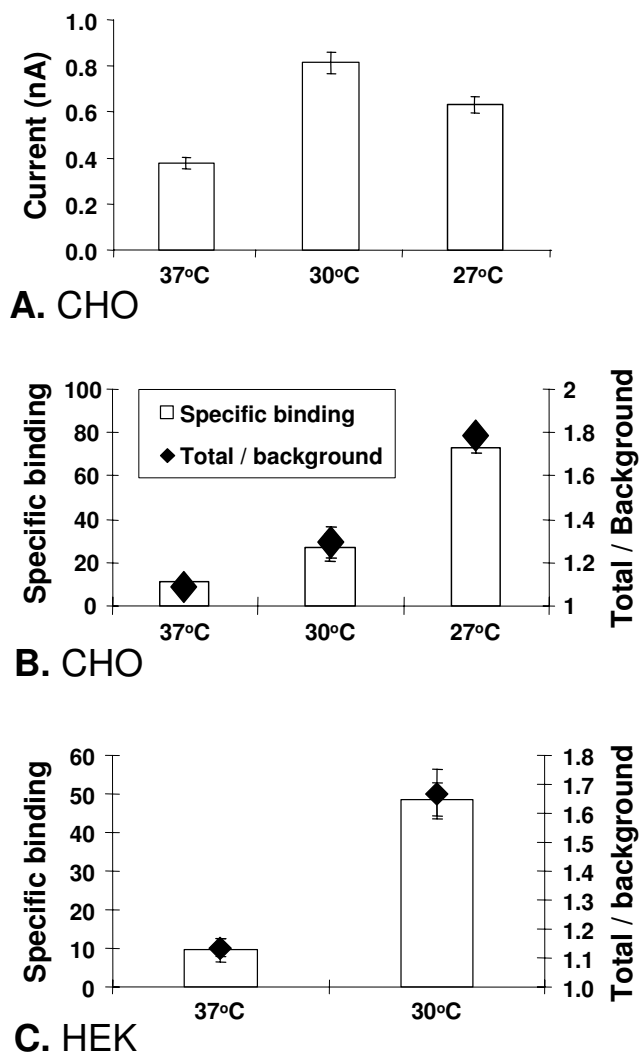 Current (nA)
1.0
0.8
0.6
0.4
0.2
0.0
37°C 30°C 27°C
A. CHO
Specific binding
100
80
60
40
20
0
Specific binding
Total / background
2
1.8
1.6
1.4
1.2
1
Total / Background
37°C 30°C 27°C
B. CHO
Specific binding
60
50
40
30
20
10
0
1.8
1.7
1.6
1.5
1.4
1.3
1.2
1.1
1.0
Total / background
37°C 30°C
C. HEK